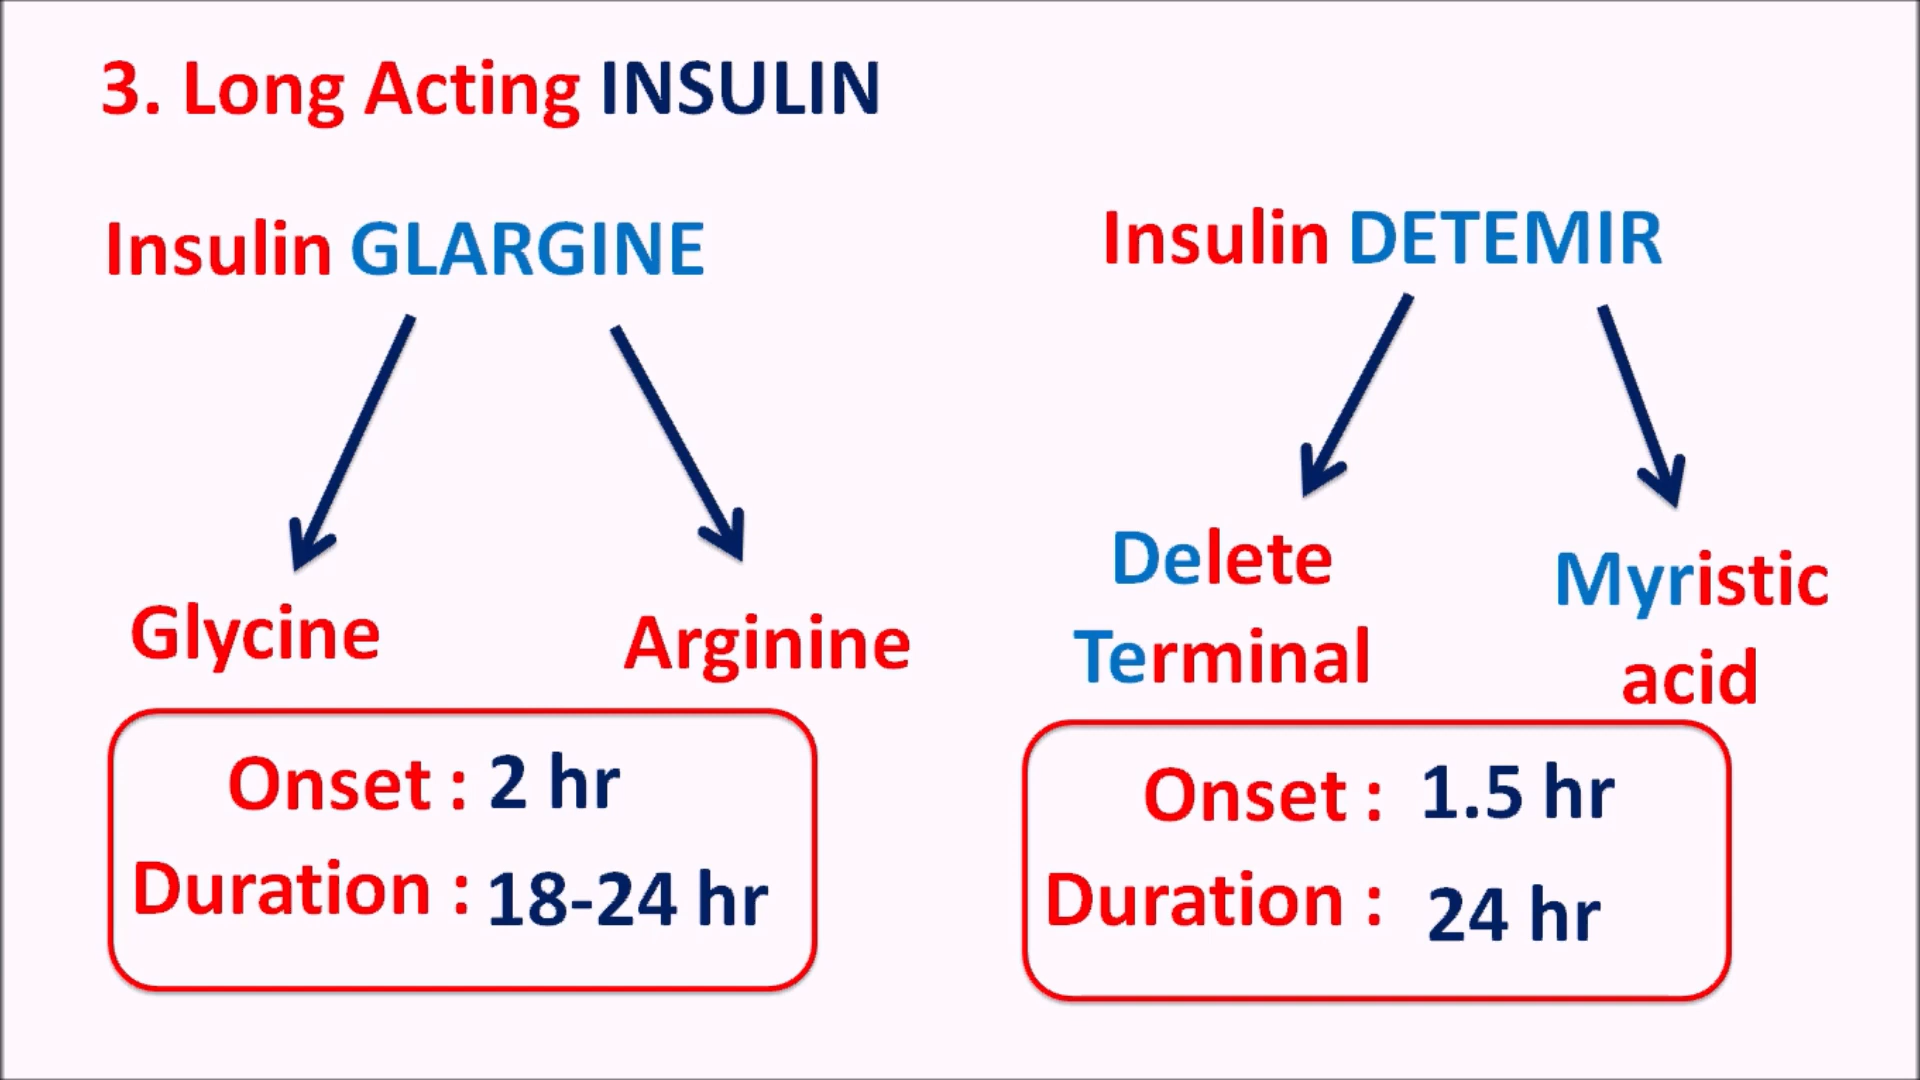 3. Long Acting INSULIN
Insulin GLARGINE
Glycine
Arginine
Onset : 2 hr
Duration : 18-24 hr
Insulin DETEMIR
Delete
Terminal
Myristic
acid
Onset : 1.5 hr
Duration : 24 hr